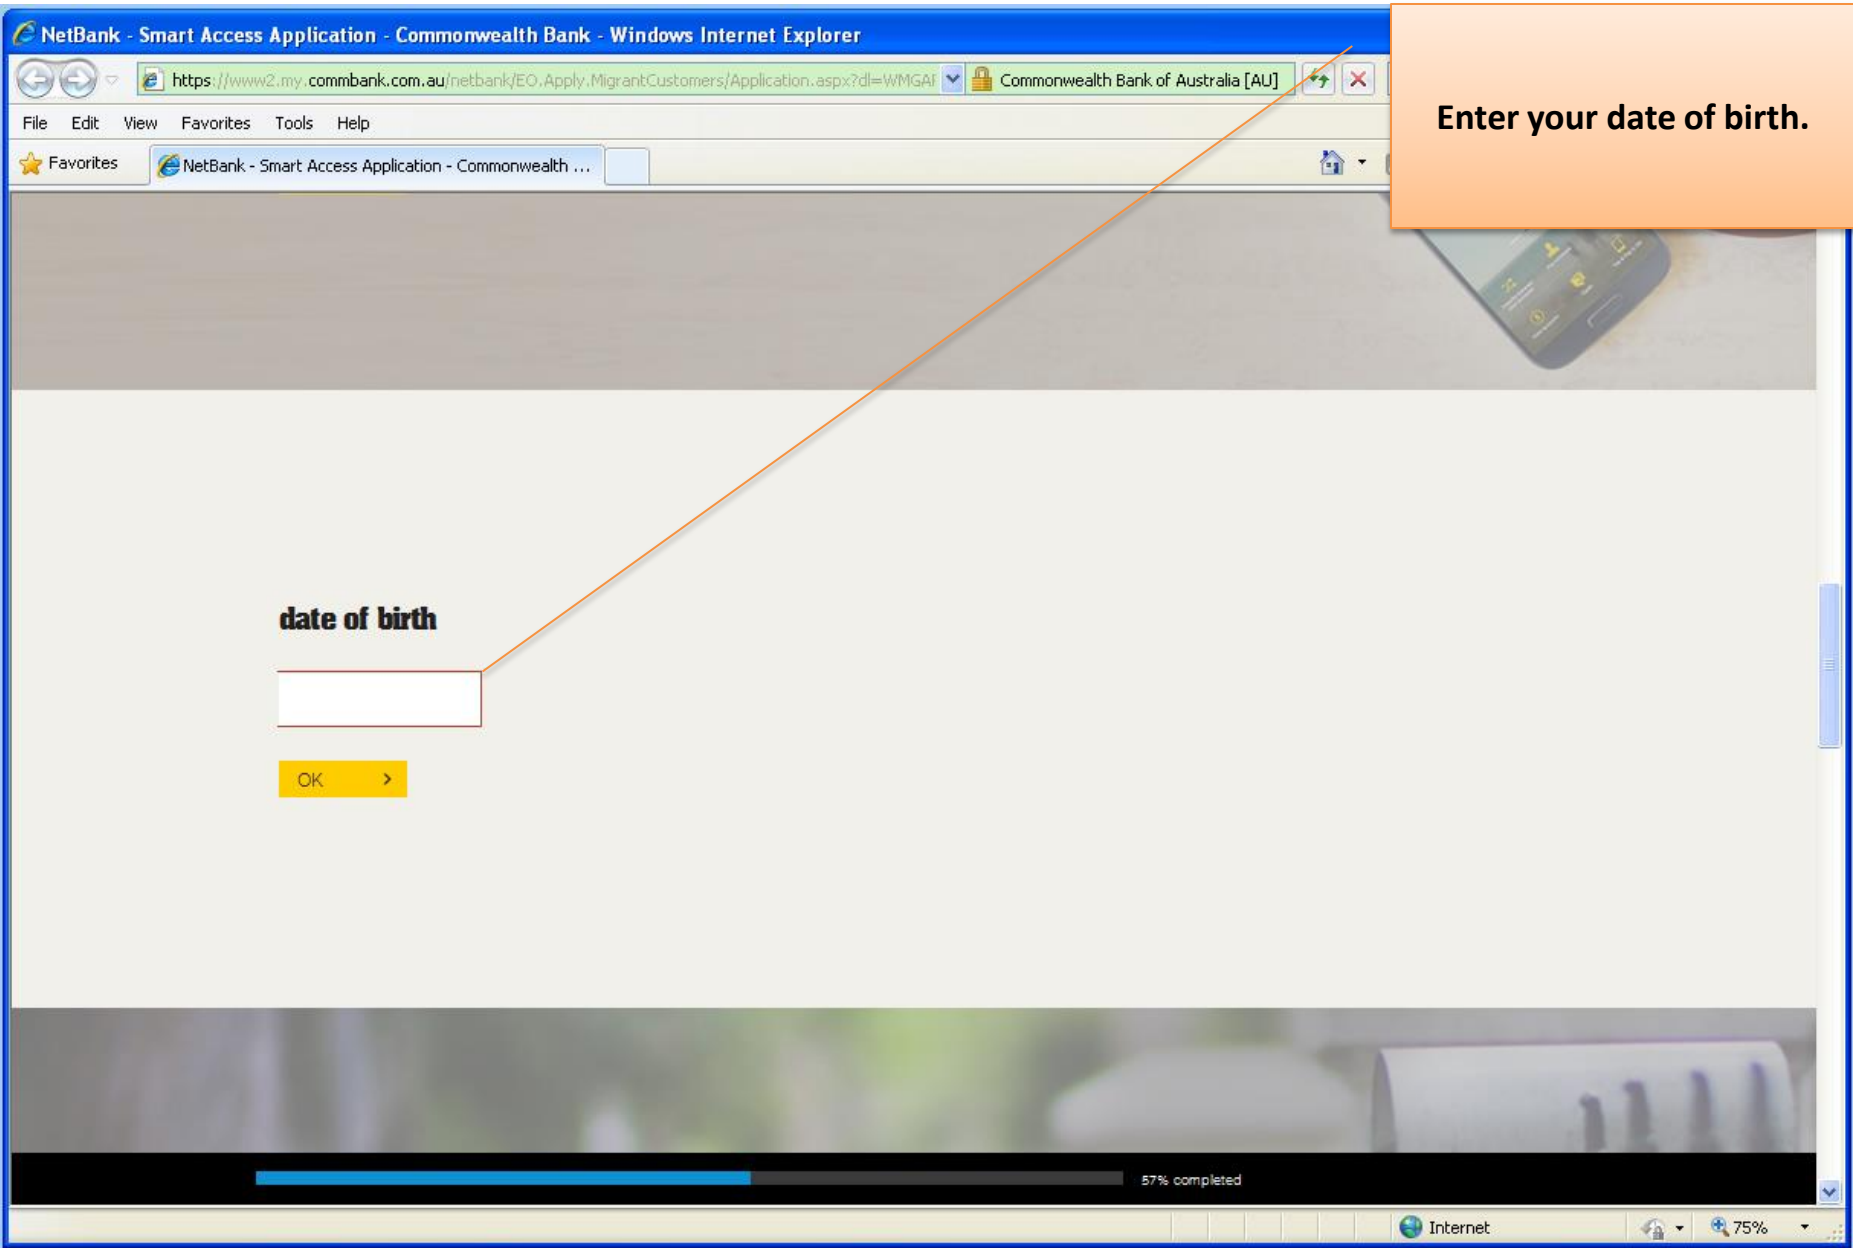 NetBank - Smart Access Application - Commonwealth Bank - Windows Internet Explorer
https://www2.my.commbank.com.au/netbank/EO.Apply.MigrantCustomers/Application.aspx?dl=WMGAF
Commonwealth Bank of Australia [AU]
Enter your date of birth.
File Edit View Favorites Tools Help
Favorites
NetBank - Smart Access Application - Commonwealth ...
date of birth
OK
57% completed
Internet
75%